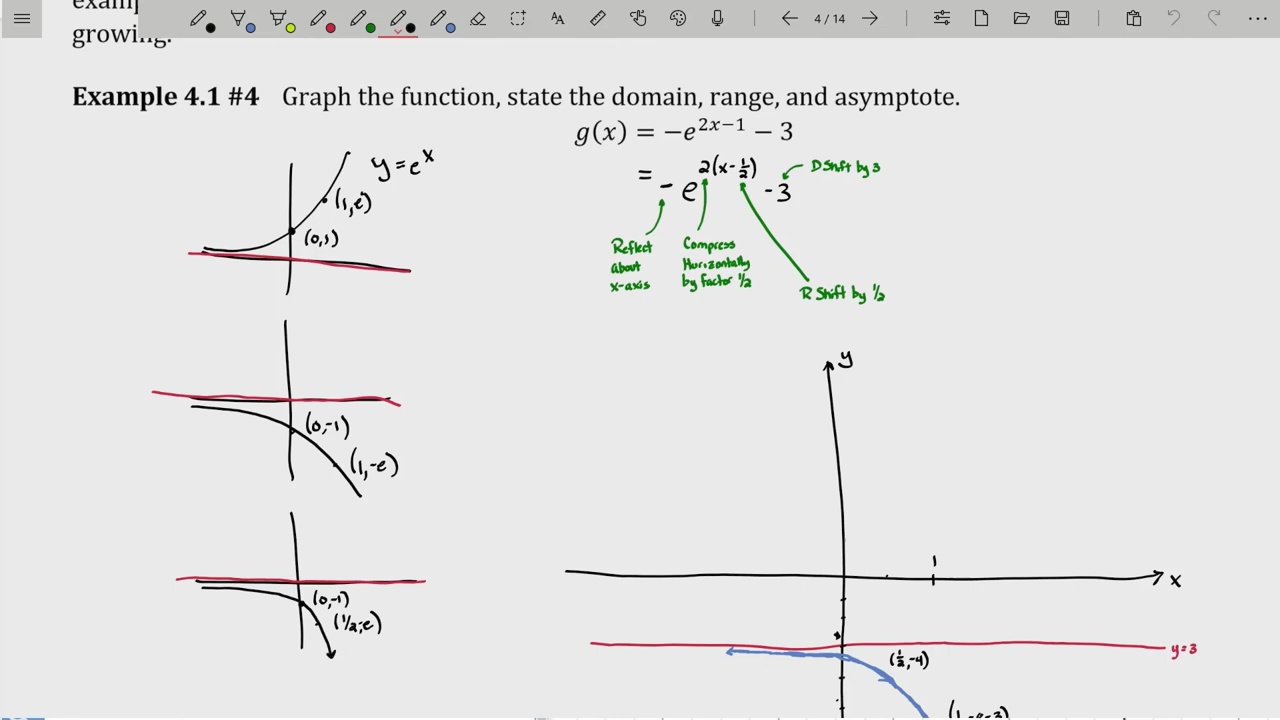 4 / 14
growing.
Example 4.1 #4 Graph the function, state the domain, range, and asymptote.
g(x) = −e^{2x−1} − 3
= - e^{2(x-1/2)} -3
D Shift by 3
Reflect
about
x-axis
Compress
Horizontally
by factor 1/2
R Shift by 1/2
y=e^x
(1,e)
(0,1)
(0,-1)
(1,-e)
(0,-1)
(1/2,-e)
y
1
x
y=3
(1/2,-4)